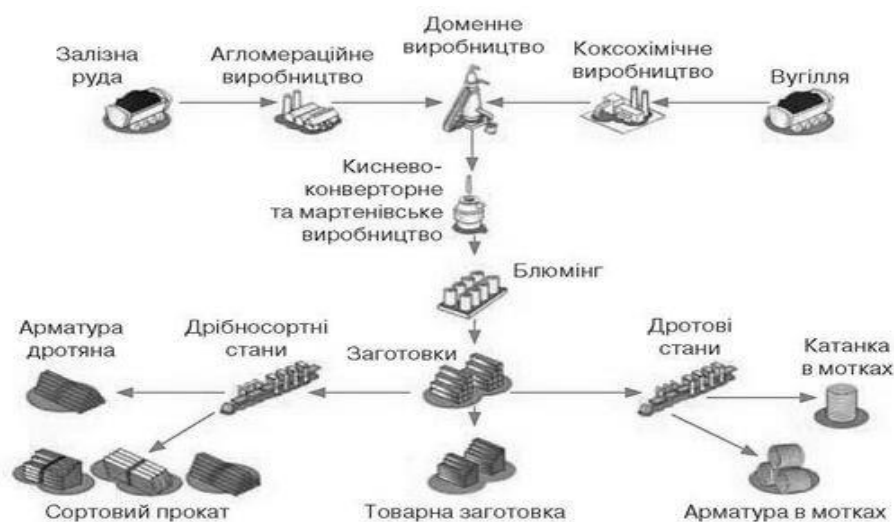 Залізна
руда
Агломераційне
виробництво
Доменне
виробництво
Коксохімічне
виробництво
Вугілля
Киснево-
конверторне
та мартенівське
виробництво
Блюмінг
Арматура
дротяна
Дрібносортні
стани
Заготовки
Дротові
стани
Катанка
в мотках
Сортовий прокат
Товарна заготовка
Арматура в мотках